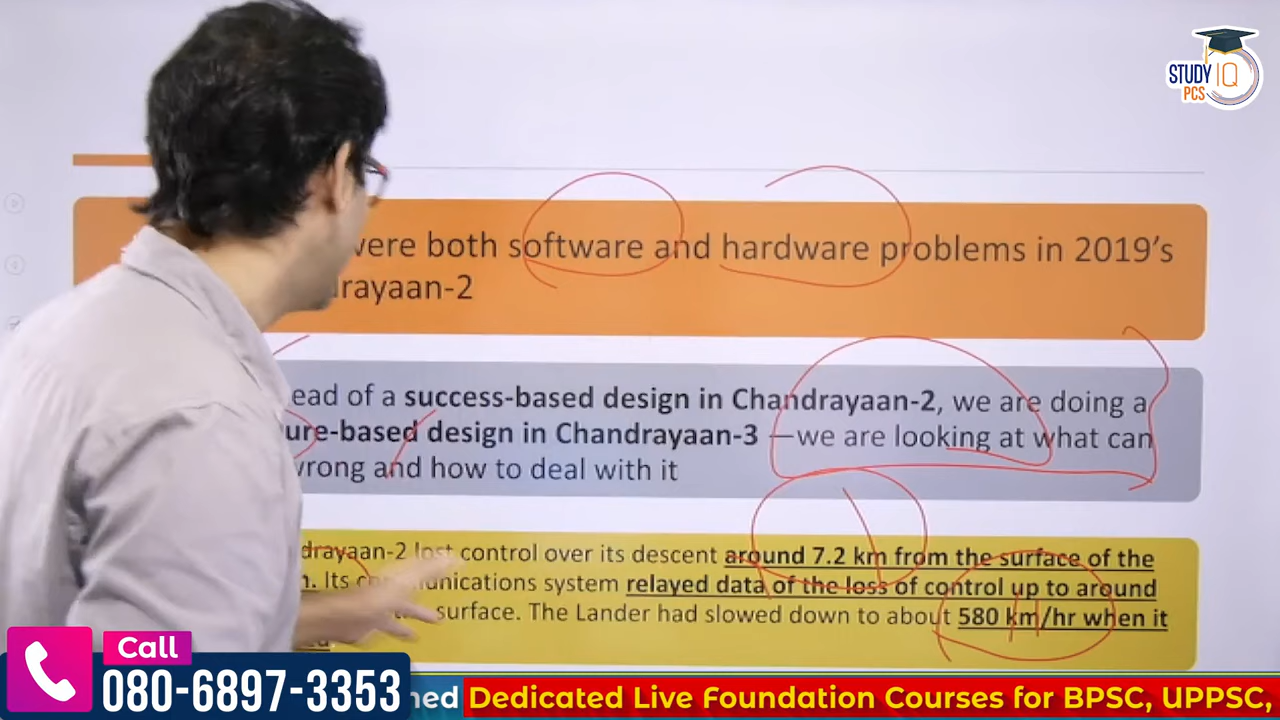 STUDY IQ
PCS
were both software and hardware problems in 2019's
drayaan-2
ead of a success-based design in Chandrayaan-2, we are doing a
ure-based design in Chandrayaan-3 —we are looking at what can
wrong and how to deal with it
drayaan-2 lost control over its descent around 7.2 km from the surface of the
n. Its communications system relayed data of the loss of control up to around
the surface. The Lander had slowed down to about 580 km/hr when it
Call
080-6897-3353
ned Dedicated Live Foundation Courses for BPSC, UPPSC,